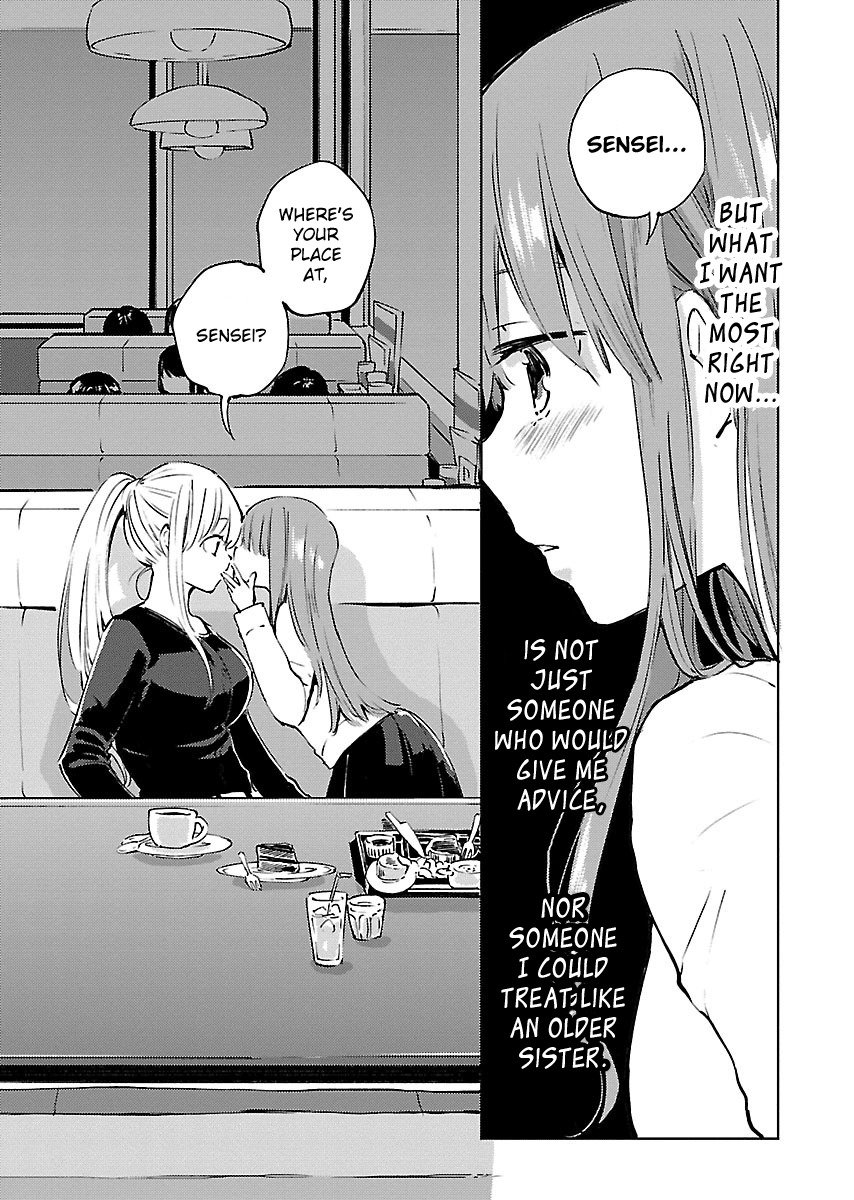 SENSEI...
BUT
WHAT
I WANT
THE
MOST
RIGHT
NOW...
IS NOT
JUST
SOMEONE
WHO WOULD
GIVE ME
ADVICE,
NOR
SOMEONE
I COULD
TREAT LIKE
AN OLDER
SISTER.
WHERE'S
YOUR
PLACE
AT,
SENSEI?